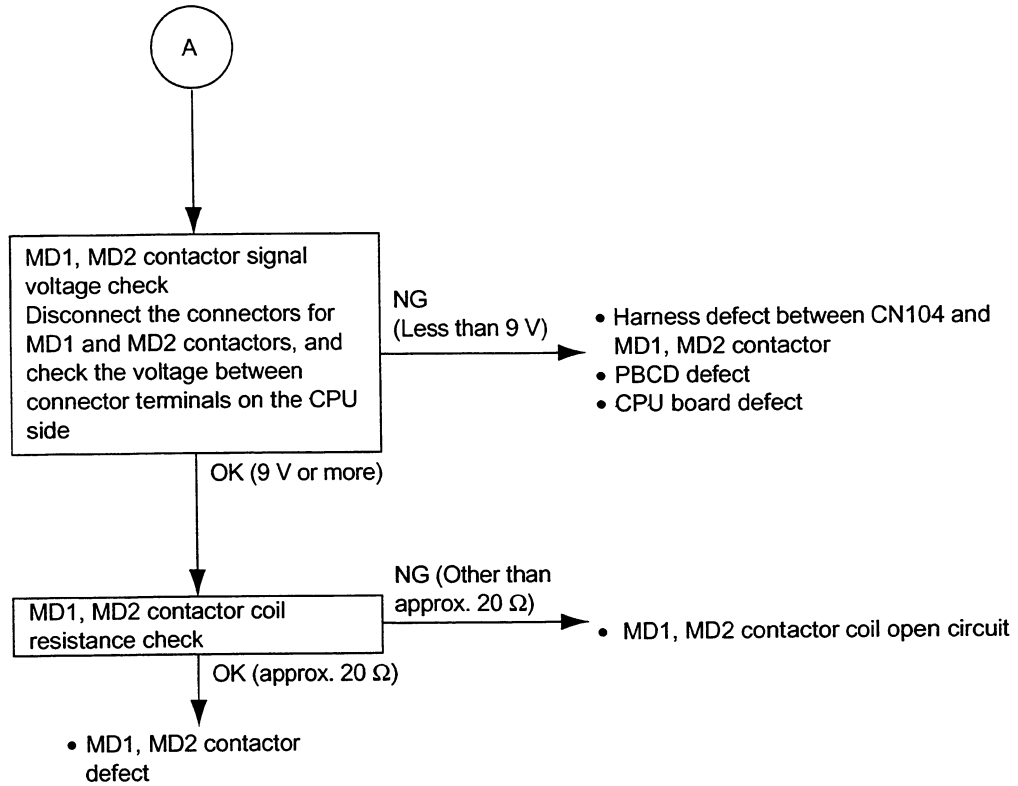 A
MD1, MD2 contactor signal
voltage check
Disconnect the connectors for
MD1 and MD2 contactors, and
check the voltage between
connector terminals on the CPU
side
NG
(Less than 9 V)
• Harness defect between CN104 and
MD1, MD2 contactor
• PBCD defect
• CPU board defect
OK (9 V or more)
MD1, MD2 contactor coil
resistance check
NG (Other than
approx. 20 Ω)
• MD1, MD2 contactor coil open circuit
OK (approx. 20 Ω)
• MD1, MD2 contactor
defect